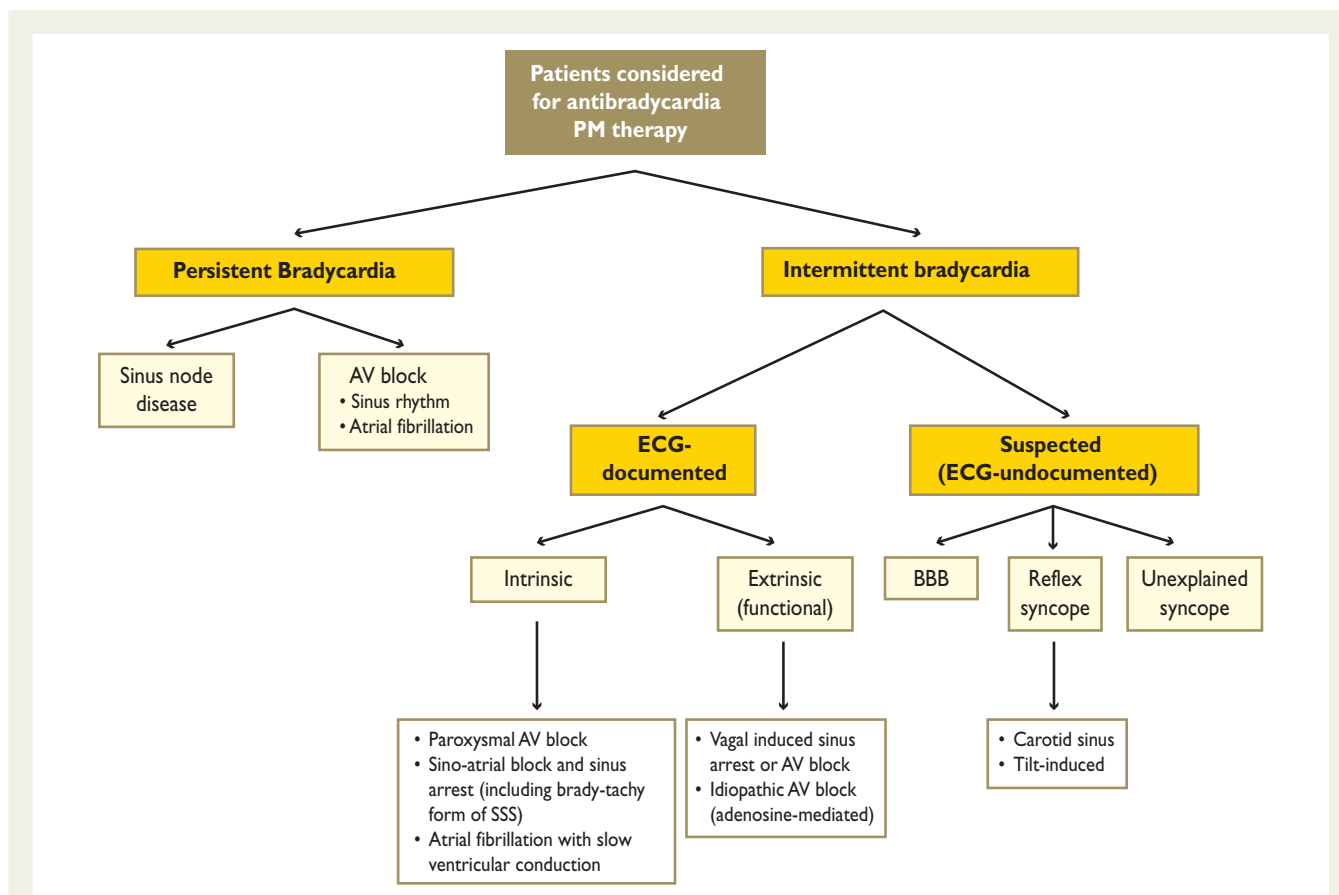 Patients considered
for antibradycardia
PM therapy
Persistent Bradycardia
Intermittent bradycardia
Sinus node
disease
AV block
• Sinus rhythm
• Atrial fibrillation
ECG-
documented
Suspected
(ECG-undocumented)
Intrinsic
Extrinsic
(functional)
BBB
Reflex
syncope
Unexplained
syncope
• Paroxysmal AV block
• Sino-atrial block and sinus
arrest (including brady-tachy
form of SSS)
• Atrial fibrillation with slow
ventricular conduction
• Vagal induced sinus
arrest or AV block
• Idiopathic AV block
(adenosine-mediated)
• Carotid sinus
• Tilt-induced